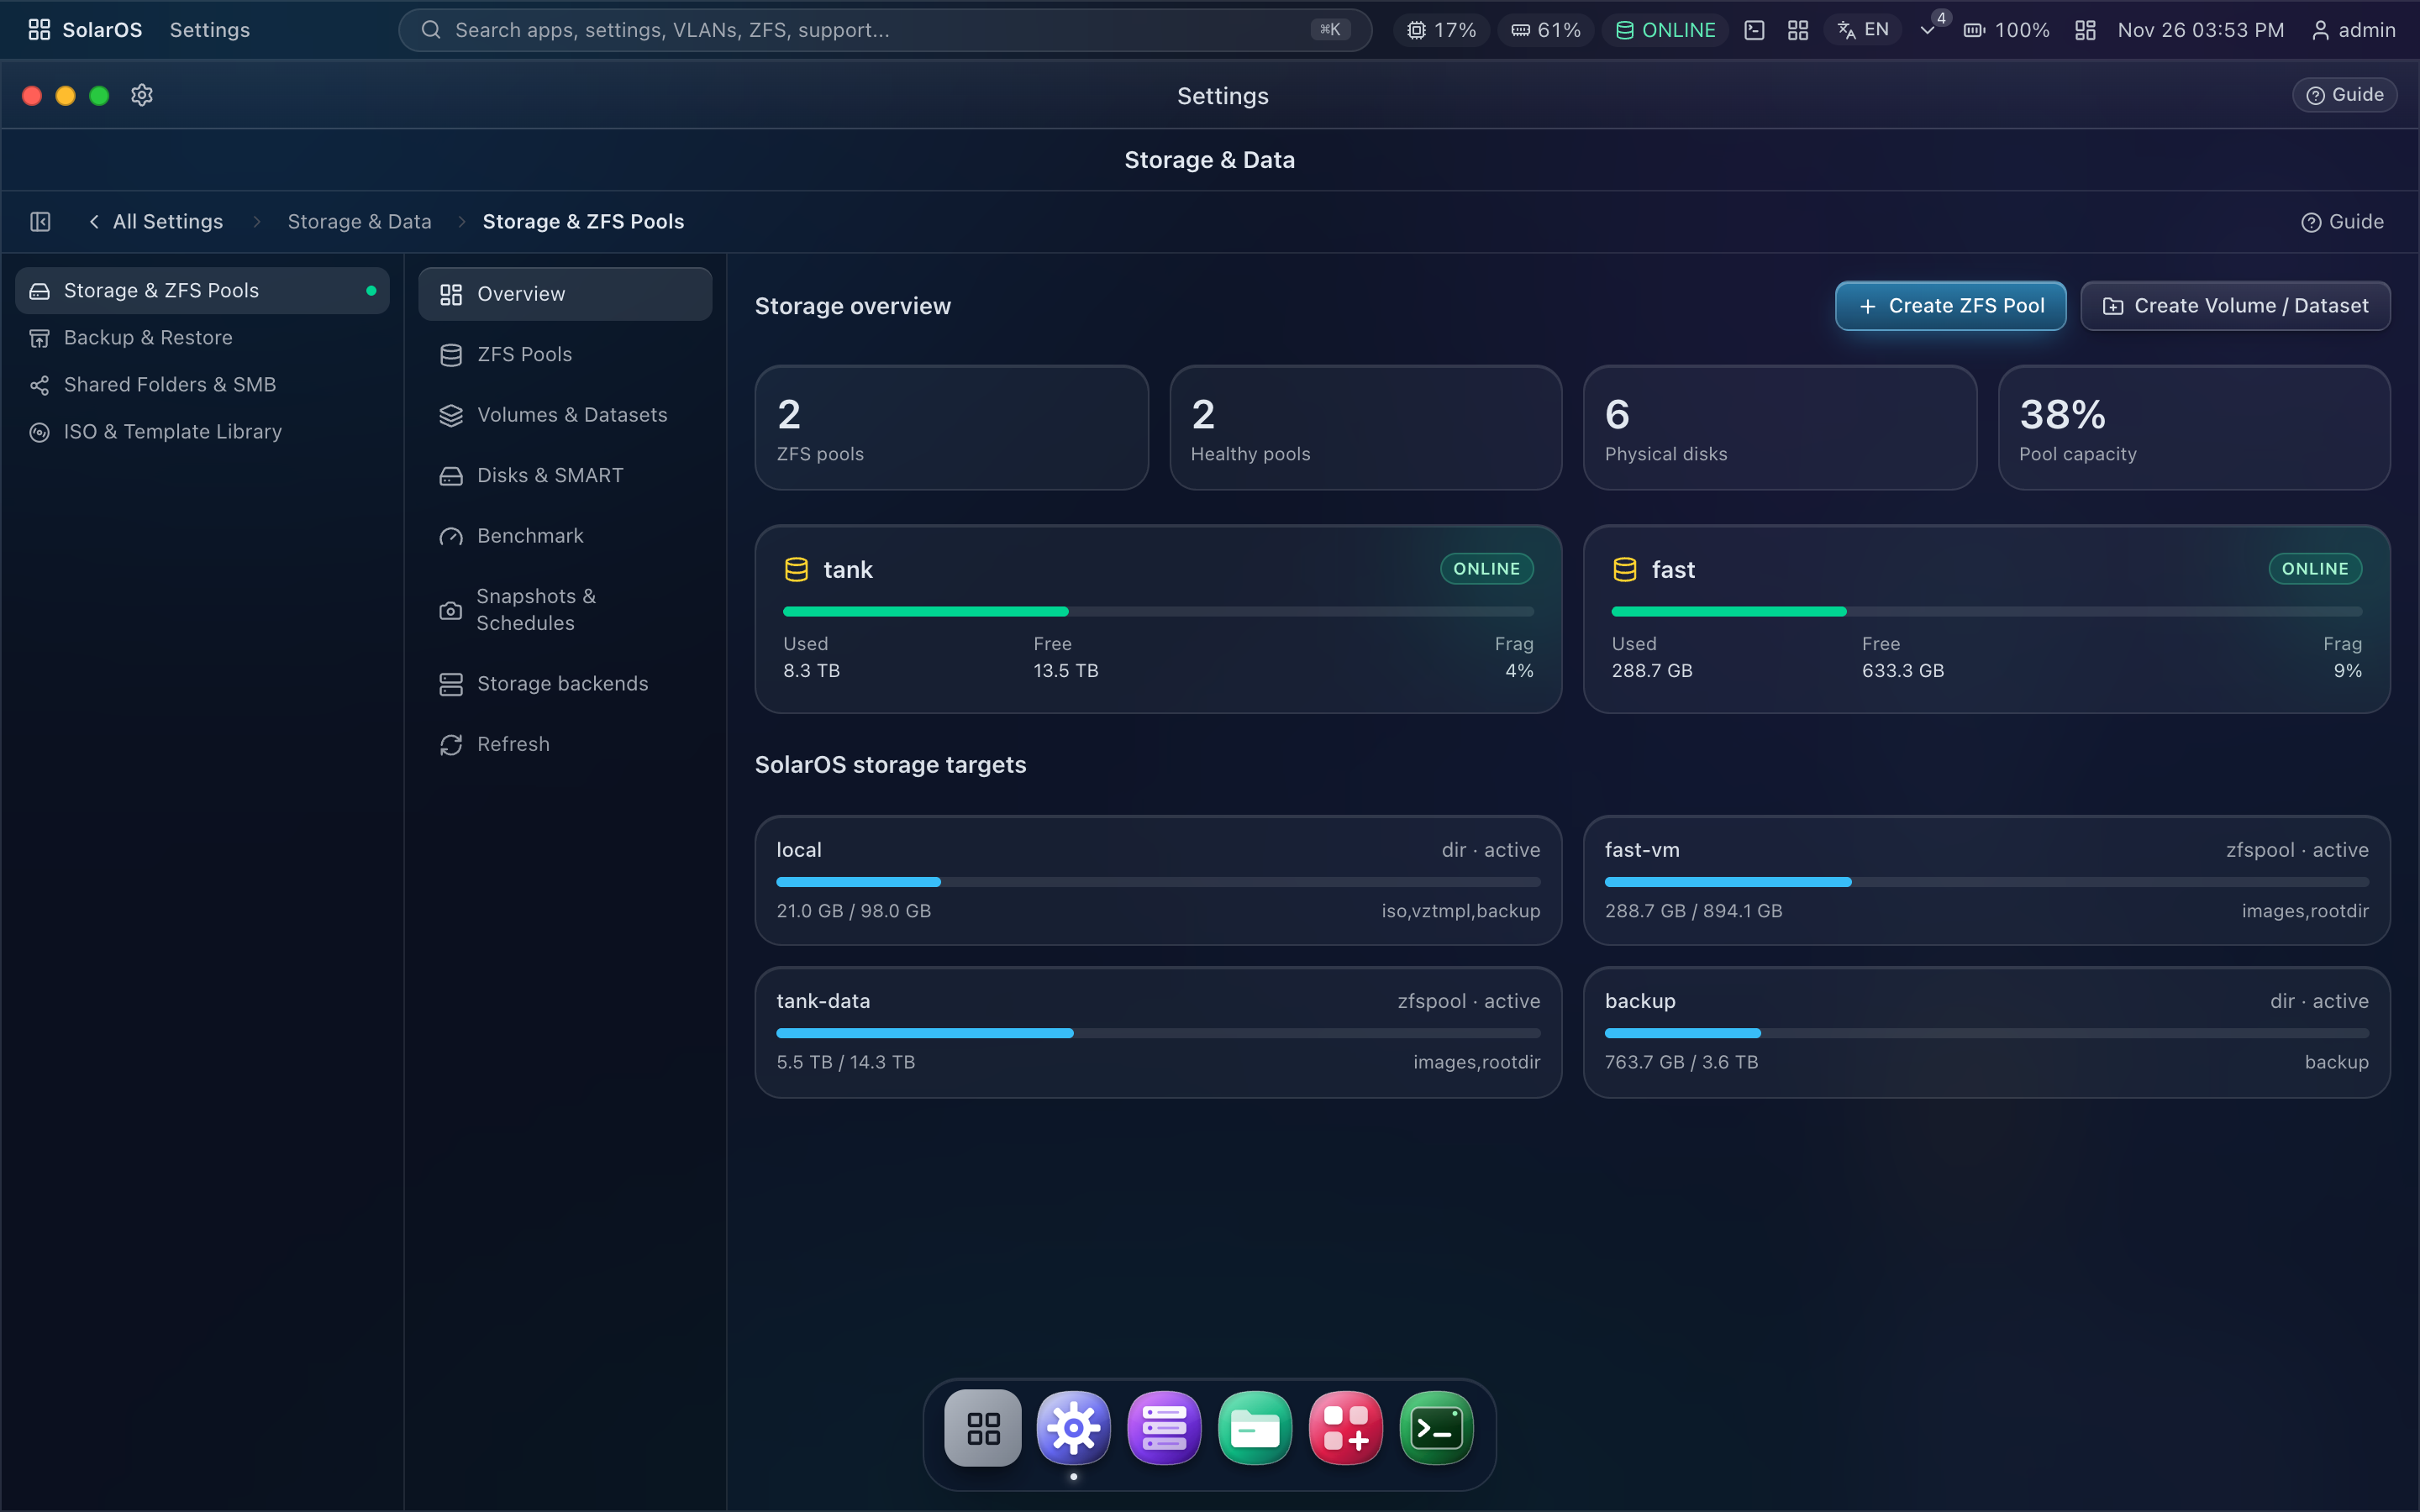 SolarOS
Settings
Search apps, settings, VLANs, ZFS, support...
⌘K
17%
61%
ONLINE
EN
4
100%
Nov 26 03:53 PM
admin
Settings
Guide
Storage & Data
All Settings
Storage & Data
Storage & ZFS Pools
Guide
Storage & ZFS Pools
Backup & Restore
Shared Folders & SMB
ISO & Template Library
Overview
ZFS Pools
Volumes & Datasets
Disks & SMART
Benchmark
Snapshots &
Schedules
Storage backends
Refresh
Storage overview
Create ZFS Pool
Create Volume / Dataset
2
ZFS pools
2
Healthy pools
6
Physical disks
38%
Pool capacity
tank
ONLINE
Used
Free
Frag
8.3 TB
13.5 TB
4%
fast
ONLINE
Used
Free
Frag
288.7 GB
633.3 GB
9%
SolarOS storage targets
local
dir · active
21.0 GB / 98.0 GB
iso,vztmpl,backup
fast-vm
zfspool · active
288.7 GB / 894.1 GB
images,rootdir
tank-data
zfspool · active
5.5 TB / 14.3 TB
images,rootdir
backup
dir · active
763.7 GB / 3.6 TB
backup